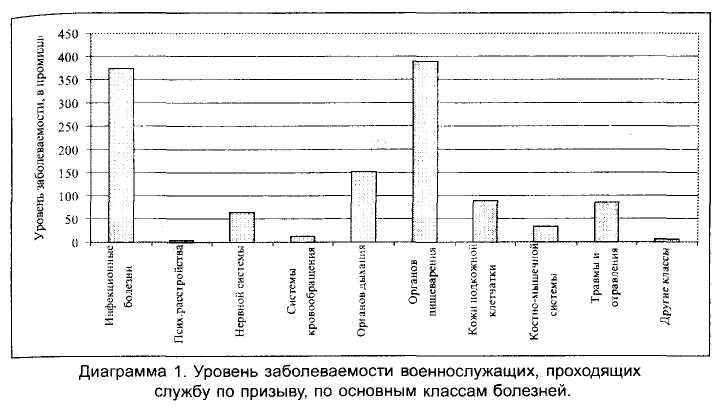 Уровень заболеваемости, в промилле
450
400
350
300
250
200
150
100
50
0
Инфекционные
болезни
Псих.расстройства
Нервной системы
Системы
кровообращения
Органов дыхания
Органов
пищеварения
Кожи подкожной
клетчатки
Костно-мышечной
системы
Травмы и
отравления
Другие классы
Диаграмма 1. Уровень заболеваемости военнослужащих, проходящих
службу по призыву, по основным классам болезней.